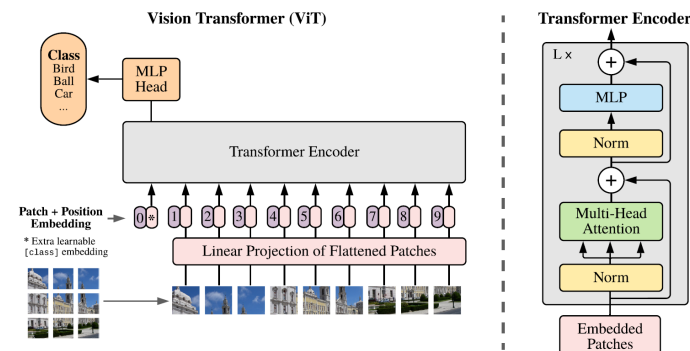 Vision Transformer (ViT)
Class
Bird
Ball
Car
...
MLP
Head
Transformer Encoder
Patch + Position
Embedding
0 * 1 2 3 4 5 6 7 8 9
* Extra learnable
[class] embedding
Linear Projection of Flattened Patches
Transformer Encoder
L x
+
MLP
Norm
+
Multi-Head
Attention
Norm
Embedded
Patches